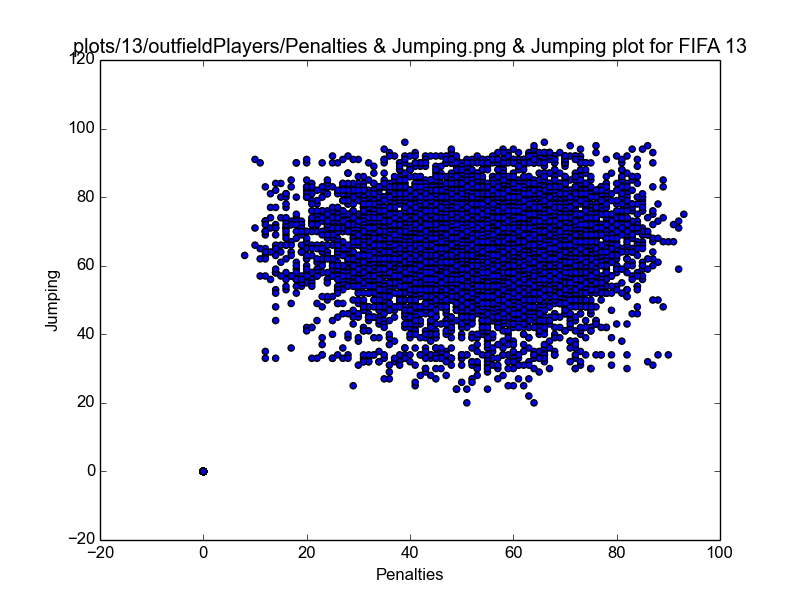 plots/13/outfieldPlayers/Penalties & Jumping.png & Jumping plot for FIFA 13
120
100
80
60
40
20
0
−20
Jumping
−20 0 20 40 60 80 100
Penalties